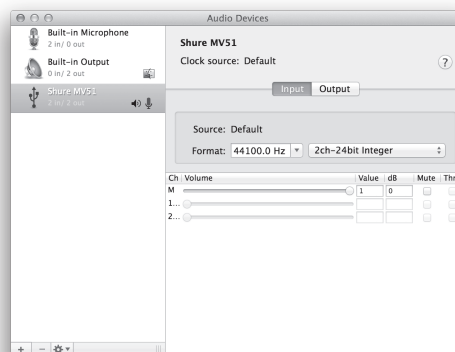 Audio Devices
Built-in Microphone
2 in/ 0 out
Built-in Output
0 in/ 2 out
Shure MV51
2 in/ 2 out
Shure MV51
Clock source: Default
?
Input Output
Source: Default
Format: 44100.0 Hz 2ch-24bit Integer
Ch Volume Value dB Mute Thr
M 1 0
1...
2...